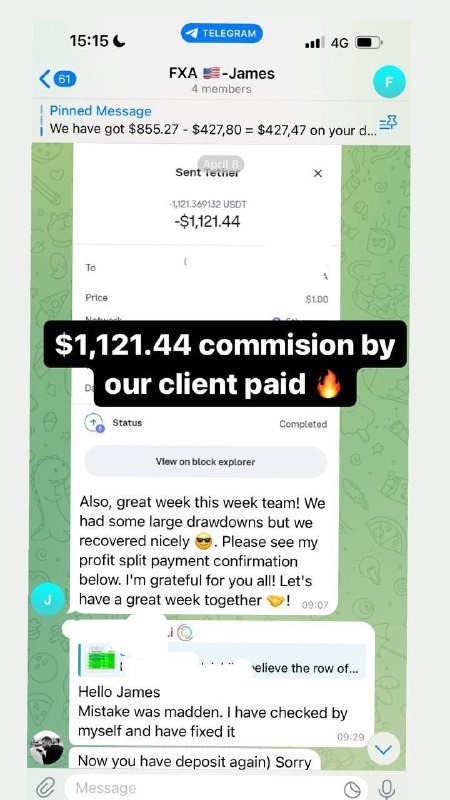 15:15
TELEGRAM
4G
61
FXA 🇺🇸-James
4 members
F
Pinned Message
We have got $855.27 - $427,80 = $427,47 on your d...
April 8
Sent Tether
-1,121.369132 USDT
-$1,121.44
To
Price
$1.00
$1,121.44 commision by
our client paid 🔥
Status
Completed
View on block explorer
Also, great week this week team! We
had some large drawdowns but we
recovered nicely 😎. Please see my
profit split payment confirmation
below. I'm grateful for you all! Let's
have a great week together 🤝!
09:07
J
believe the row of...
Hello James
Mistake was madden. I have checked by
myself and have fixed it
09:29
Now you have deposit again) Sorry
Message